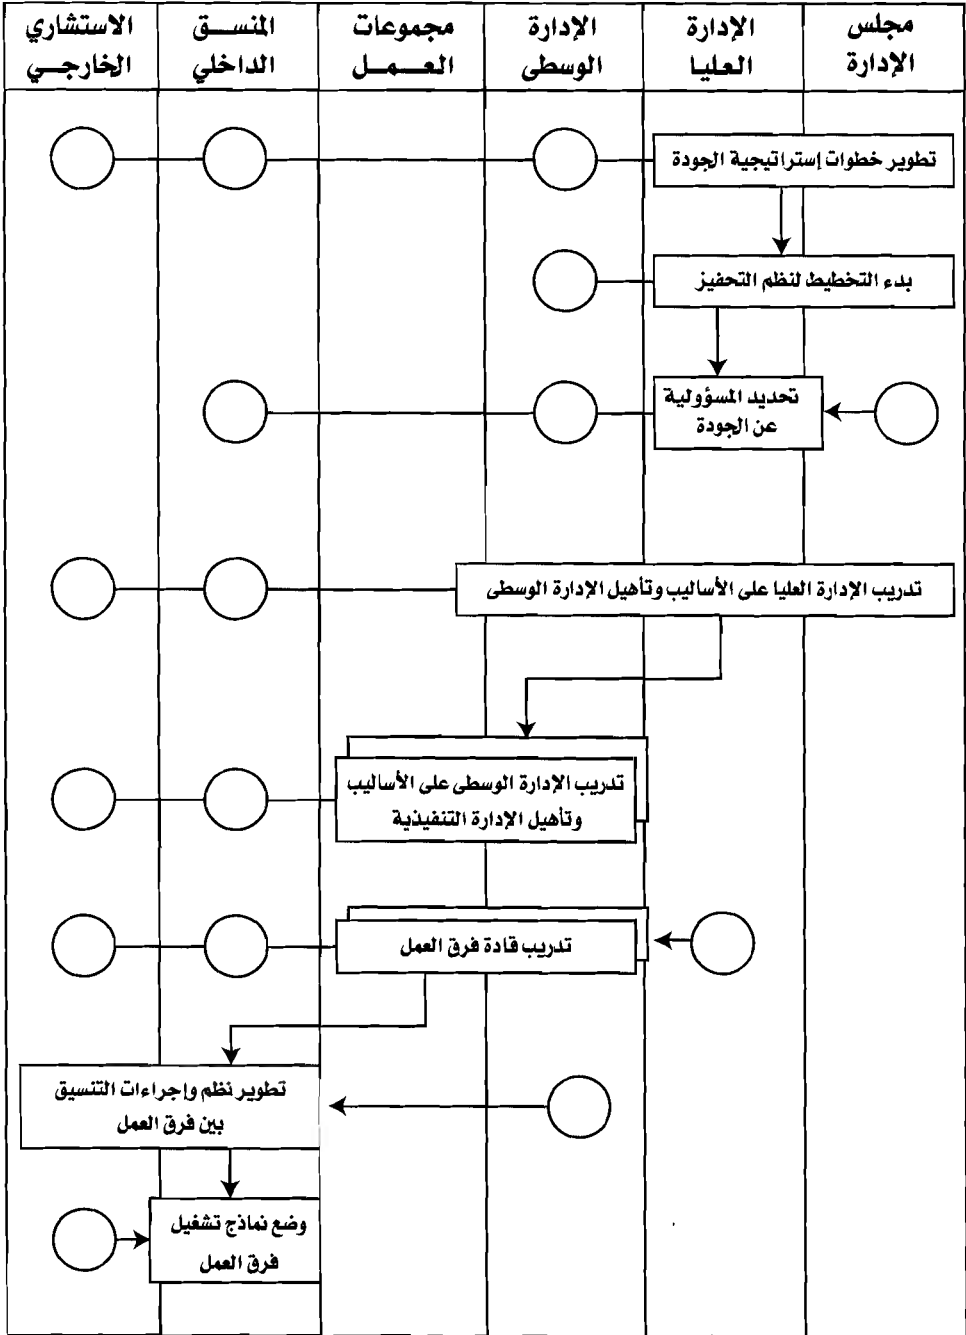 مجلس
الإدارة
الإدارة
العليا
الإدارة
الوسطى
مجموعات
العمل
المنسق
الداخلي
الاستشاري
الخارجي
تطوير خطوات إستراتيجية الجودة
بدء التخطيط لنظم التحفيز
تحديد المسؤولية
عن الجودة
تدريب الإدارة العليا على الأساليب وتأهيل الإدارة الوسطى
تدريب الإدارة الوسطى على الأساليب
وتأهيل الإدارة التنفيذية
تدريب قادة فرق العمل
تطوير نظم وإجراءات التنسيق
بين فرق العمل
وضع نماذج تشغيل
فرق العمل